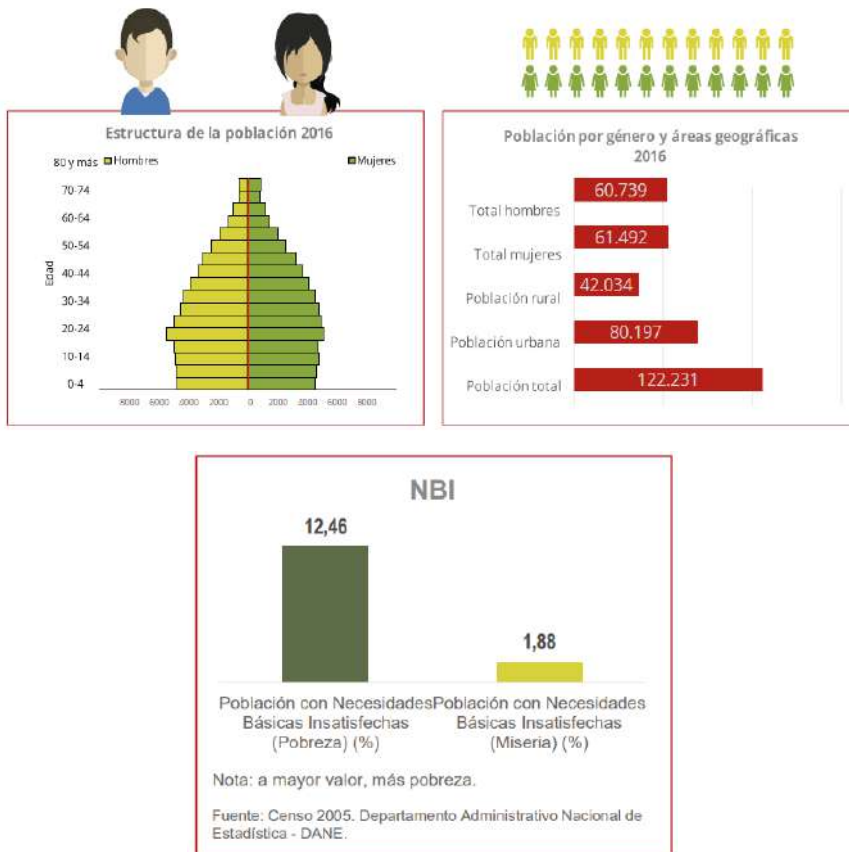 Estructura de la población 2016
80 y más Hombres Mujeres
70-74
60-64
50-54
40-44
30-34
20-24
10-14
0-4
Edad
8000 6000 4000 2000 0 2000 4000 6000 8000
Población por género y áreas geográficas
2016
Total hombres 60.739
Total mujeres 61.492
Población rural 42.034
Población urbana 80.197
Población total 122.231
NBI
12,46
1,88
Población con Necesidades
Básicas Insatisfechas
(Pobreza) (%)
Población con Necesidades
Básicas Insatisfechas
(Miseria) (%)
Nota: a mayor valor, más pobreza.
Fuente: Censo 2005. Departamento Administrativo Nacional de
Estadística - DANE.